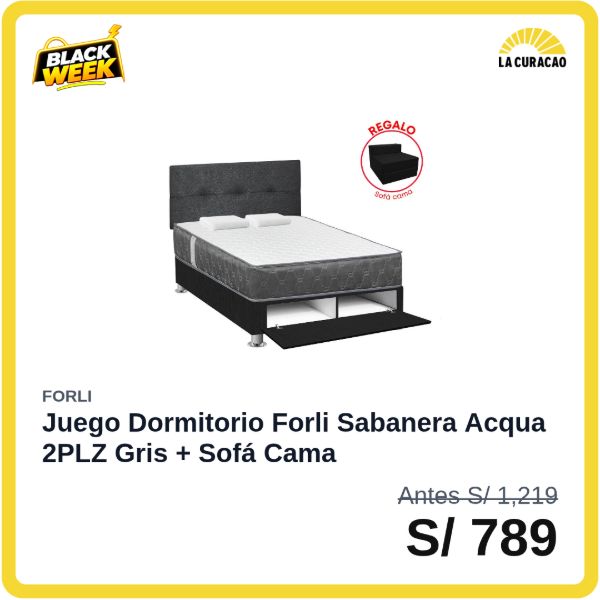 BLACK
WEEK
LA CURACAO
REGALO
Sofá cama
FORLI
Juego Dormitorio Forli Sabanera Acqua
2PLZ Gris + Sofá Cama
Antes S/ 1,219
S/ 789